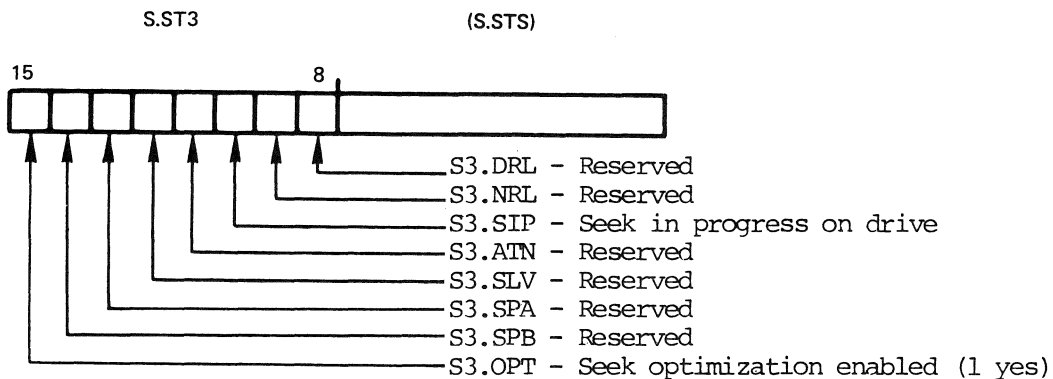 S.ST3 (S.STS)
15 8
S3.DRL - Reserved
S3.NRL - Reserved
S3.SIP - Seek in progress on drive
S3.ATN - Reserved
S3.SLV - Reserved
S3.SPA - Reserved
S3.SPB - Reserved
S3.OPT - Seek optimization enabled (1 yes)